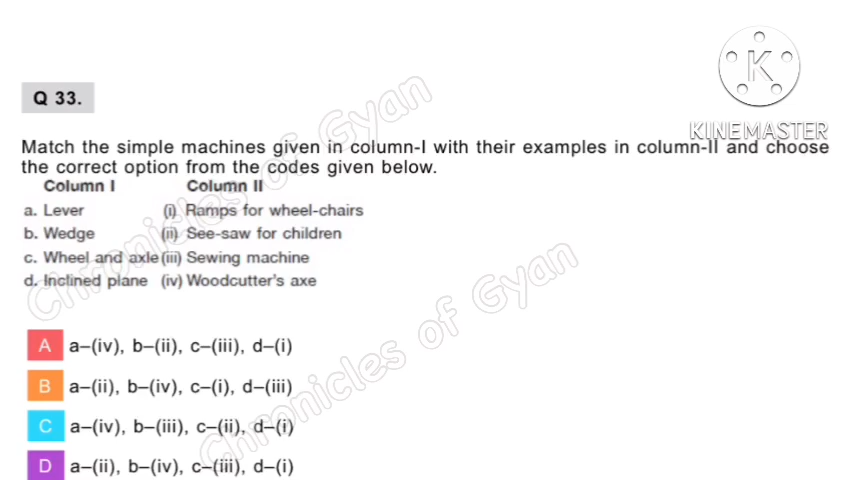 K
KINEMASTER
Q 33.
Match the simple machines given in column-I with their examples in column-II and choose
the correct option from the codes given below.
Column I Column II
a. Lever (i) Ramps for wheel-chairs
b. Wedge (ii) See-saw for children
c. Wheel and axle (iii) Sewing machine
d. Inclined plane (iv) Woodcutter's axe
A a–(iv), b–(ii), c–(iii), d–(i)
B a–(ii), b–(iv), c–(i), d–(iii)
C a–(iv), b–(iii), c–(ii), d–(i)
D a–(ii), b–(iv), c–(iii), d–(i)
Chronicles of Gyan
Chronicles of Gyan